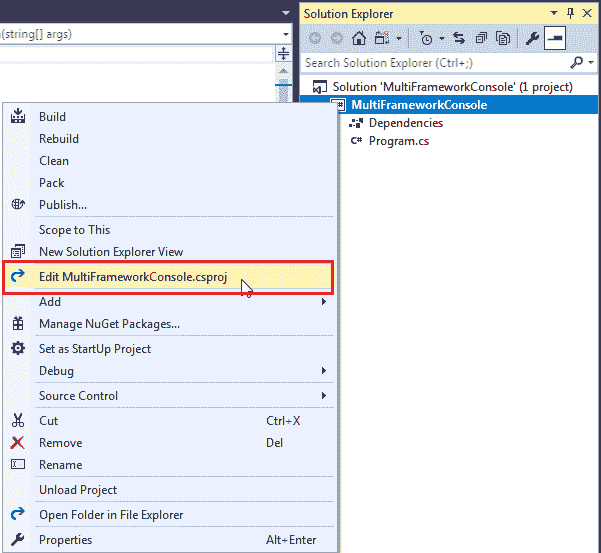 (string[] args)
Solution Explorer
Search Solution Explorer (Ctrl+;)
Solution 'MultiFrameworkConsole' (1 project)
C# MultiFrameworkConsole
Dependencies
C# Program.cs
Build
Rebuild
Clean
Pack
Publish...
Scope to This
New Solution Explorer View
Edit MultiFrameworkConsole.csproj
Add
Manage NuGet Packages...
Set as StartUp Project
Debug
Source Control
Cut Ctrl+X
Remove Del
Rename
Unload Project
Open Folder in File Explorer
Properties Alt+Enter